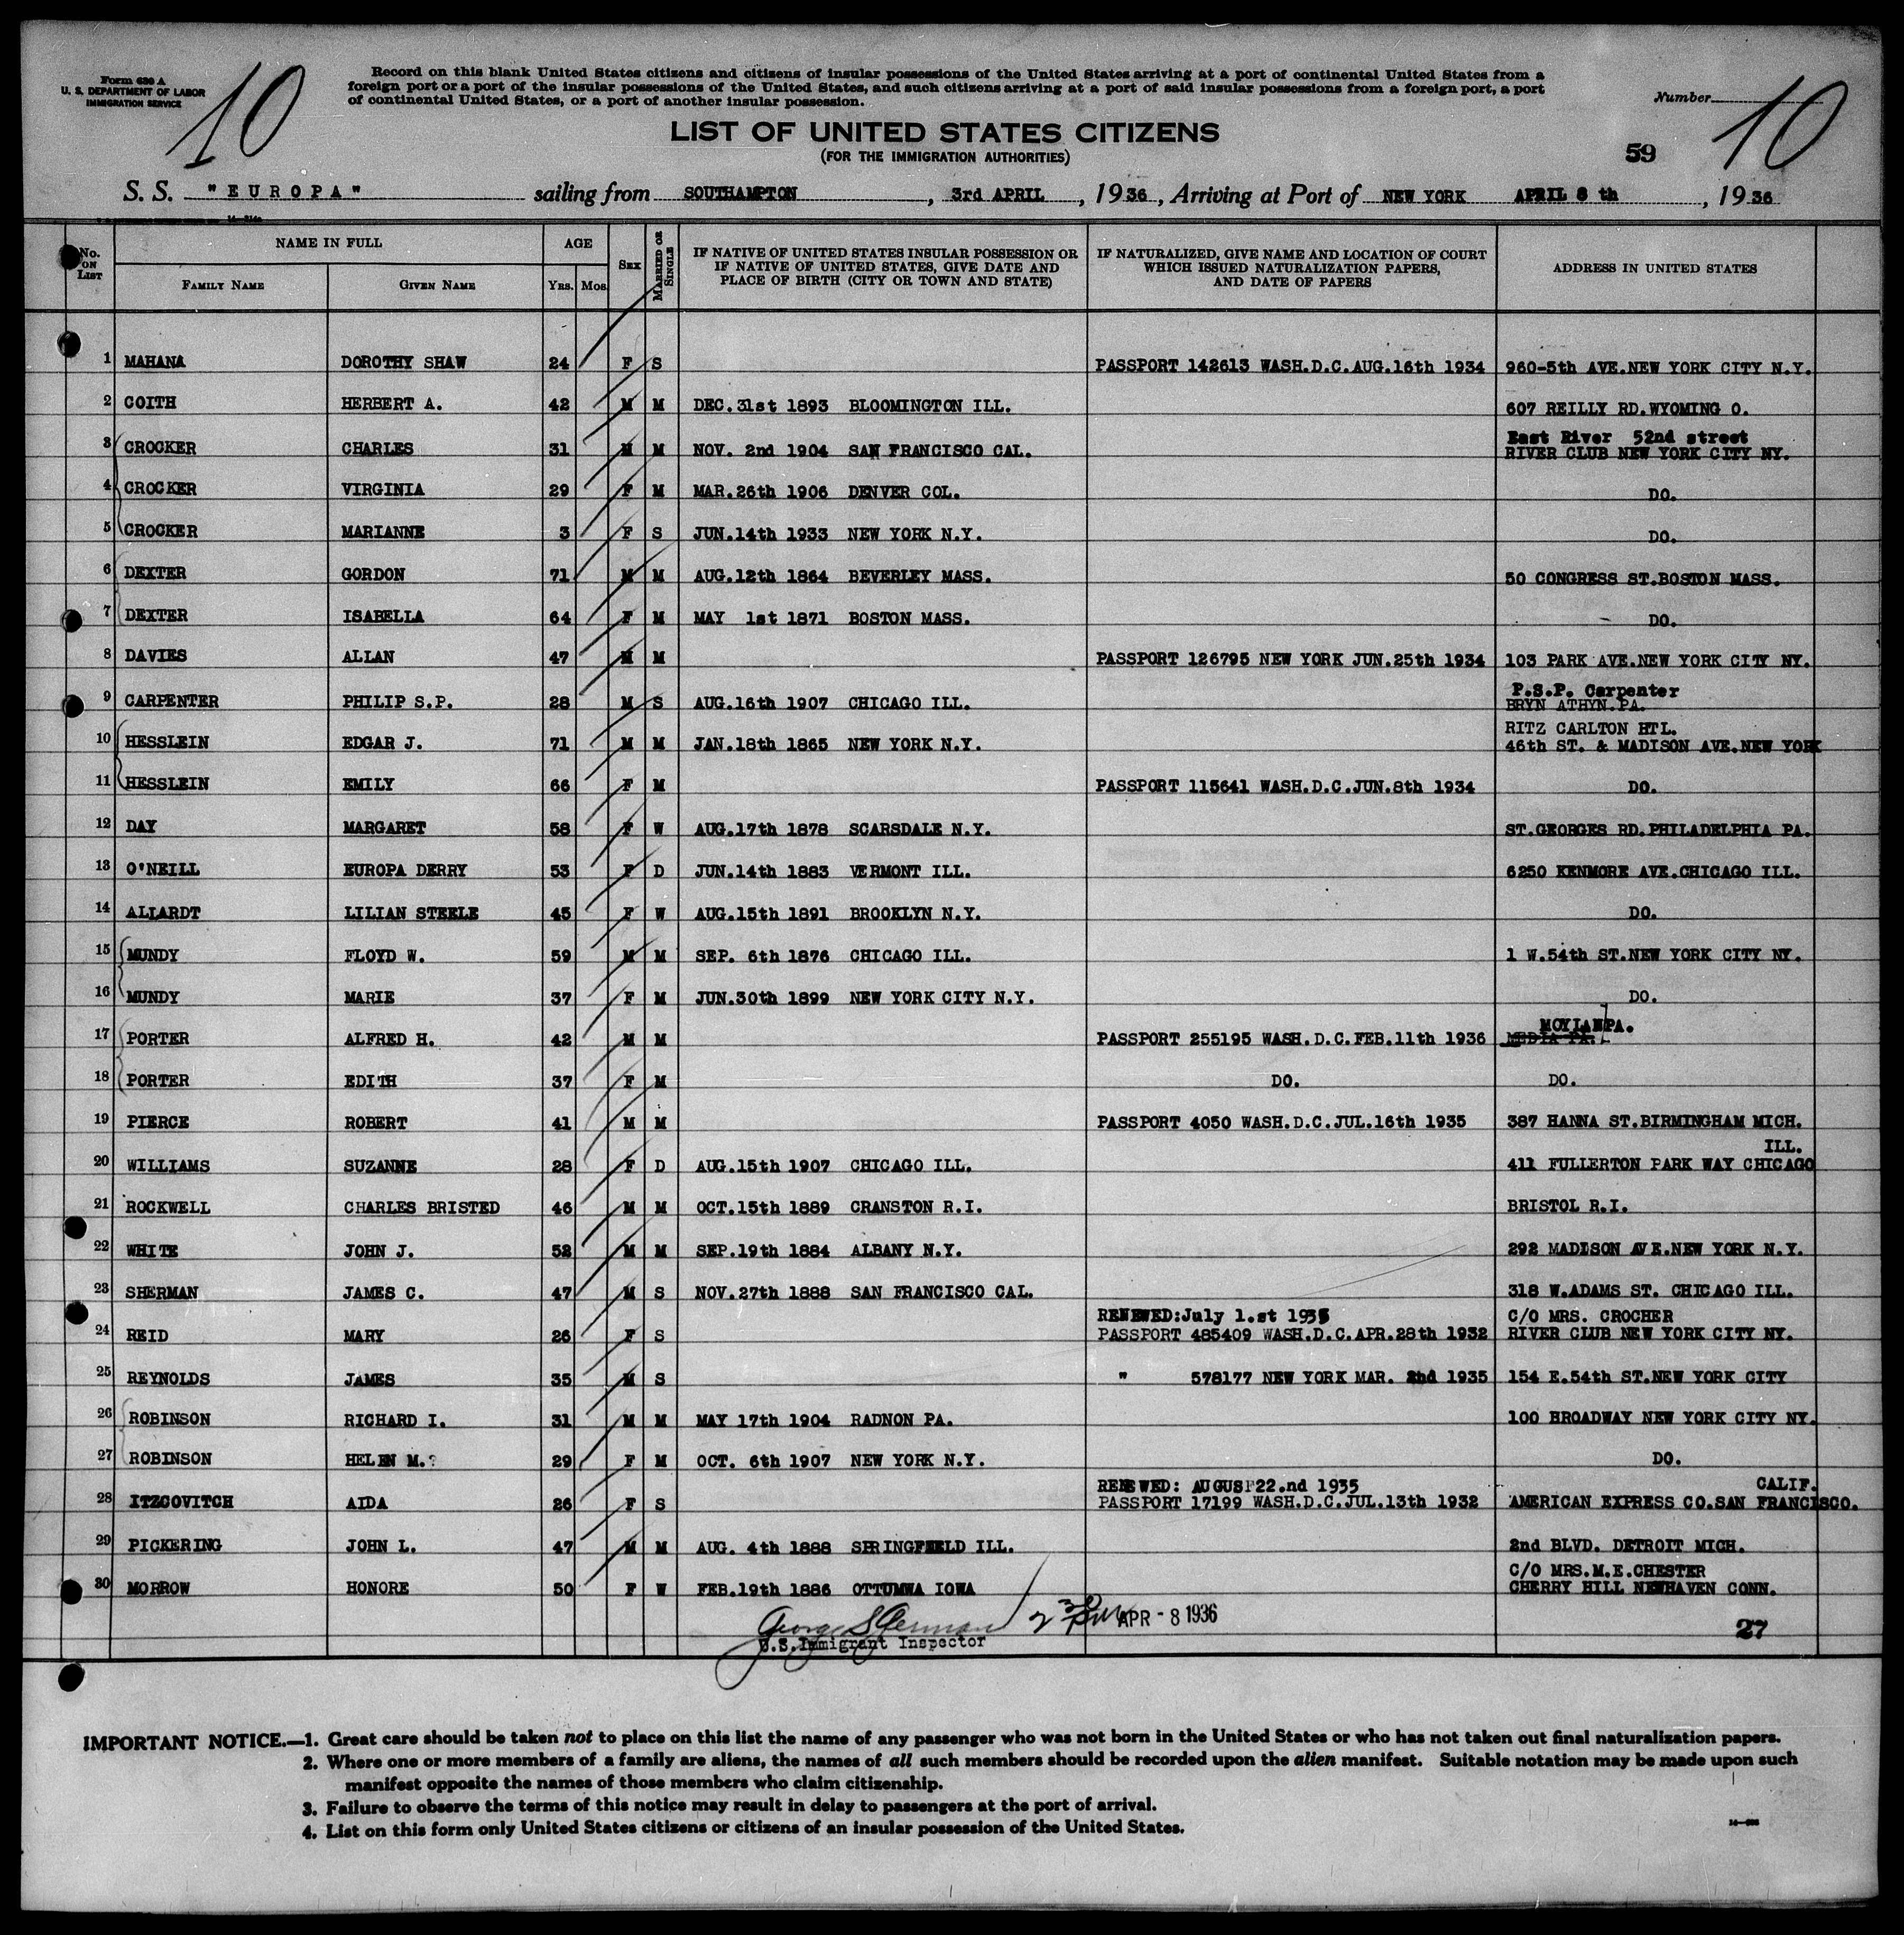 Form 630 A
U. S. DEPARTMENT OF LABOR
IMMIGRATION SERVICE
10
Record on this blank United States citizens and citizens of insular possessions of the United States arriving at a port of continental United States from a
foreign port or a port of the insular possessions of the United States, and such citizens arriving at a port of said insular possessions from a foreign port, a port
of continental United States, or a port of another insular possession.
Number
10
LIST OF UNITED STATES CITIZENS
(FOR THE IMMIGRATION AUTHORITIES)
59
S. S. "EUROPA" sailing from SOUTHAMPTON, 3rd APRIL, 1936, Arriving at Port of NEW YORK APRIL 8 th, 1936
No. ON LIST NAME IN FULL AGE SEX MARRIED OR SINGLE IF NATIVE OF UNITED STATES INSULAR POSSESSION OR IF NATIVE OF UNITED STATES, GIVE DATE AND PLACE OF BIRTH (CITY OR TOWN AND STATE) IF NATURALIZED, GIVE NAME AND LOCATION OF COURT WHICH ISSUED NATURALIZATION PAPERS, AND DATE OF PAPERS ADDRESS IN UNITED STATES
FAMILY NAME GIVEN NAME YRS. MOS.
1 MAHANA DOROTHY SHAW 24 F S PASSPORT 142613 WASH.D.C.AUG.16th 1934 960-5th AVE.NEW YORK CITY N.Y.
2 COITH HERBERT A. 42 M M DEC.31st 1893 BLOOMINGTON ILL. 607 REILLY RD.WYOMING O.
East River 52nd street
3 CROCKER CHARLES 31 M M NOV. 2nd 1904 SAN FRANCISCO CAL. RIVER CLUB NEW YORK CITY NY.
4 CROCKER VIRGINIA 29 F M MAR.26th 1906 DENVER COL. DO.
5 CROCKER MARIANNE 3 F S JUN.14th 1933 NEW YORK N.Y. DO.
6 DEXTER GORDON 71 M M AUG.12th 1864 BEVERLEY MASS. 50 CONGRESS ST.BOSTON MASS.
7 DEXTER ISABELLA 64 F M MAY 1st 1871 BOSTON MASS. DO.
8 DAVIES ALLAN 47 M M PASSPORT 126795 NEW YORK JUN.25th 1934 103 PARK AVE.NEW YORK CITY NY.
P.S.P. Carpenter
9 CARPENTER PHILIP S.P. 28 M S AUG.16th 1907 CHICAGO ILL. BRYN ATHYN.PA.
RITZ CARLTON HTL.
10 HESSLEIN EDGAR J. 71 M M JAN.18th 1865 NEW YORK N.Y. 46th ST. & MADISON AVE.NEW YORK
11 HESSLEIN EMILY 66 F M PASSPORT 115641 WASH.D.C.JUN.8th 1934 DO.
12 DAY MARGARET 58 F W AUG.17th 1878 SCARSDALE N.Y. ST.GEORGES RD.PHILADELPHIA PA.
13 O'NEILL EUROPA DERRY 53 F D JUN.14th 1883 VERMONT ILL. 6250 KENMORE AVE.CHICAGO ILL.
14 ALIARDT LILIAN STEELE 45 F W AUG.15th 1891 BROOKLYN N.Y. DO.
15 MUNDY FLOYD W. 59 M M SEP. 6th 1876 CHICAGO ILL. 1 W.54th ST.NEW YORK CITY NY.
16 MUNDY MARIE 37 F M JUN.30th 1899 NEW YORK CITY N.Y. DO.
MOYLAN PA.
17 PORTER ALFRED H. 42 M M PASSPORT 255195 WASH.D.C.FEB.11th 1936 MEDIA PA.
18 PORTER EDITH 37 F M DO. DO.
19 PIERCE ROBERT 41 M M PASSPORT 4050 WASH.D.C.JUL.16th 1935 387 HANNA ST.BIRMINGHAM MICH.
ILL.
20 WILLIAMS SUZANNE 28 F D AUG.15th 1907 CHICAGO ILL. 411 FULLERTON PARK WAY CHICAGO
21 ROCKWELL CHARLES BRISTED 46 M M OCT.15th 1889 CRANSTON R.I. BRISTOL R.I.
22 WHITE JOHN J. 52 M M SEP.19th 1884 ALBANY N.Y. 292 MADISON AVE.NEW YORK N.Y.
23 SHERMAN JAMES C. 47 M S NOV.27th 1888 SAN FRANCISCO CAL. 318 W.ADAMS ST. CHICAGO ILL.
RENEWED:July 1.st 1935 C/O MRS. CROCHER
24 REID MARY 26 F S PASSPORT 485409 WASH.D.C.APR.28th 1932 RIVER CLUB NEW YORK CITY NY.
25 REYNOLDS JAMES 35 M S " 578177 NEW YORK MAR. 2nd 1935 154 E.54th ST.NEW YORK CITY
26 ROBINSON RICHARD I. 31 M M MAY 17th 1904 RADNON PA. 100 BROADWAY NEW YORK CITY NY.
27 ROBINSON HELEN M.? 29 F M OCT. 6th 1907 NEW YORK N.Y. DO.
RENEWED: AUGUST 22.nd 1935 CALIF.
28 ITZCOVITCH AIDA 26 F S PASSPORT 17199 WASH.D.C.JUL.13th 1932 AMERICAN EXPRESS CO.SAN FRANCISCO.
29 PICKERING JOHN L. 47 M M AUG. 4th 1888 SPRINGFIELD ILL. 2nd BLVD. DETROIT MICH.
C/O MRS.M.E.CHESTER
30 MORROW HONORE 50 F W FEB.19th 1886 OTTUMWA IOWA CHERRY HILL NEWHAVEN CONN.
APR - 8 1936
27
U.S.Immigrant Inspector
IMPORTANT NOTICE.—1. Great care should be taken not to place on this list the name of any passenger who was not born in the United States or who has not taken out final naturalization papers.
2. Where one or more members of a family are aliens, the names of all such members should be recorded upon the alien manifest. Suitable notation may be made upon such
manifest opposite the names of those members who claim citizenship.
3. Failure to observe the terms of this notice may result in delay to passengers at the port of arrival.
4. List on this form only United States citizens or citizens of an insular possession of the United States.